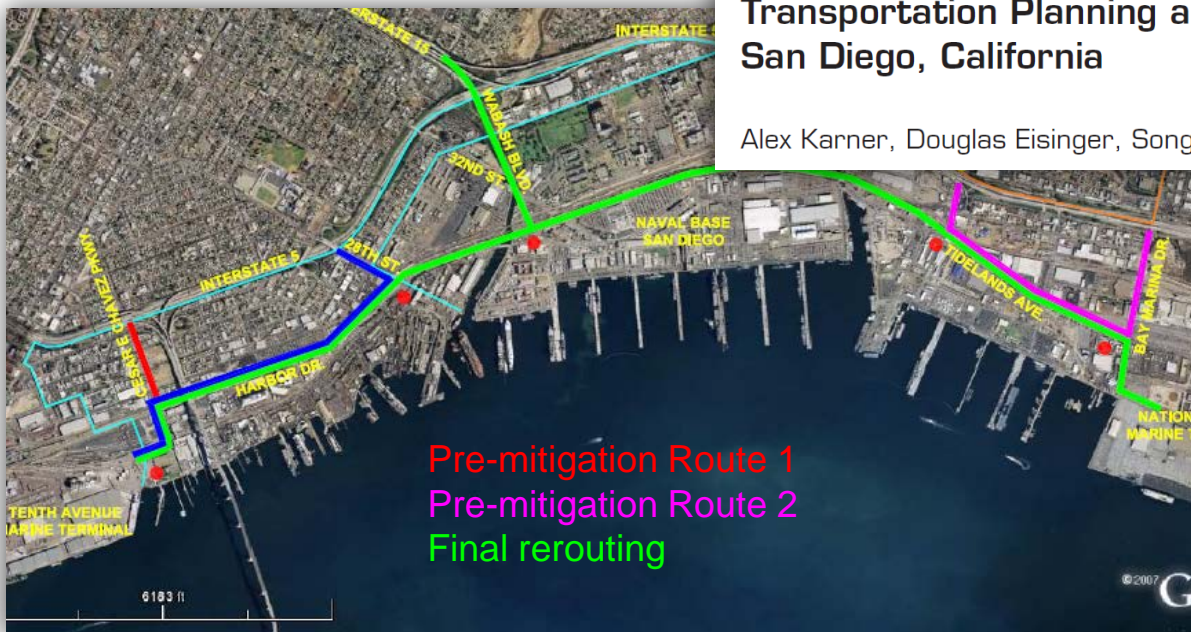 Transportation Planning a
San Diego, California
Alex Karner, Douglas Eisinger, Song
ERSTATE 15
INTERSTATE 5
WABASH BLVD.
32ND ST.
NAVAL BASE
SAN DIEGO
28TH ST.
INTERSTATE 5
CESAR E CHAVEZ PKWY
HARBOR DR.
TIDELANDS AVE.
BAY MARINA DR.
NATION
MARINE T
TENTH AVENUE
MARINE TERMINAL
Pre-mitigation Route 1
Pre-mitigation Route 2
Final rerouting
6183 ft
©2007 G